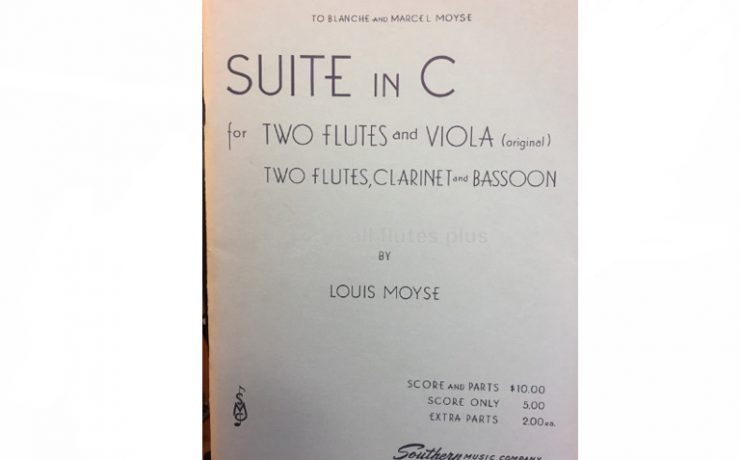 TO BLANCHE AND MARCEL MOYSE
SUITE IN C
for TWO FLUTES and VIOLA (original)
TWO FLUTES, CLARINET and BASSOON
all flutes plus
BY
LOUIS MOYSE
SCORE AND PARTS $10.00
SCORE ONLY 5.00
EXTRA PARTS 2.00 ea.
Southern MUSIC COMPANY